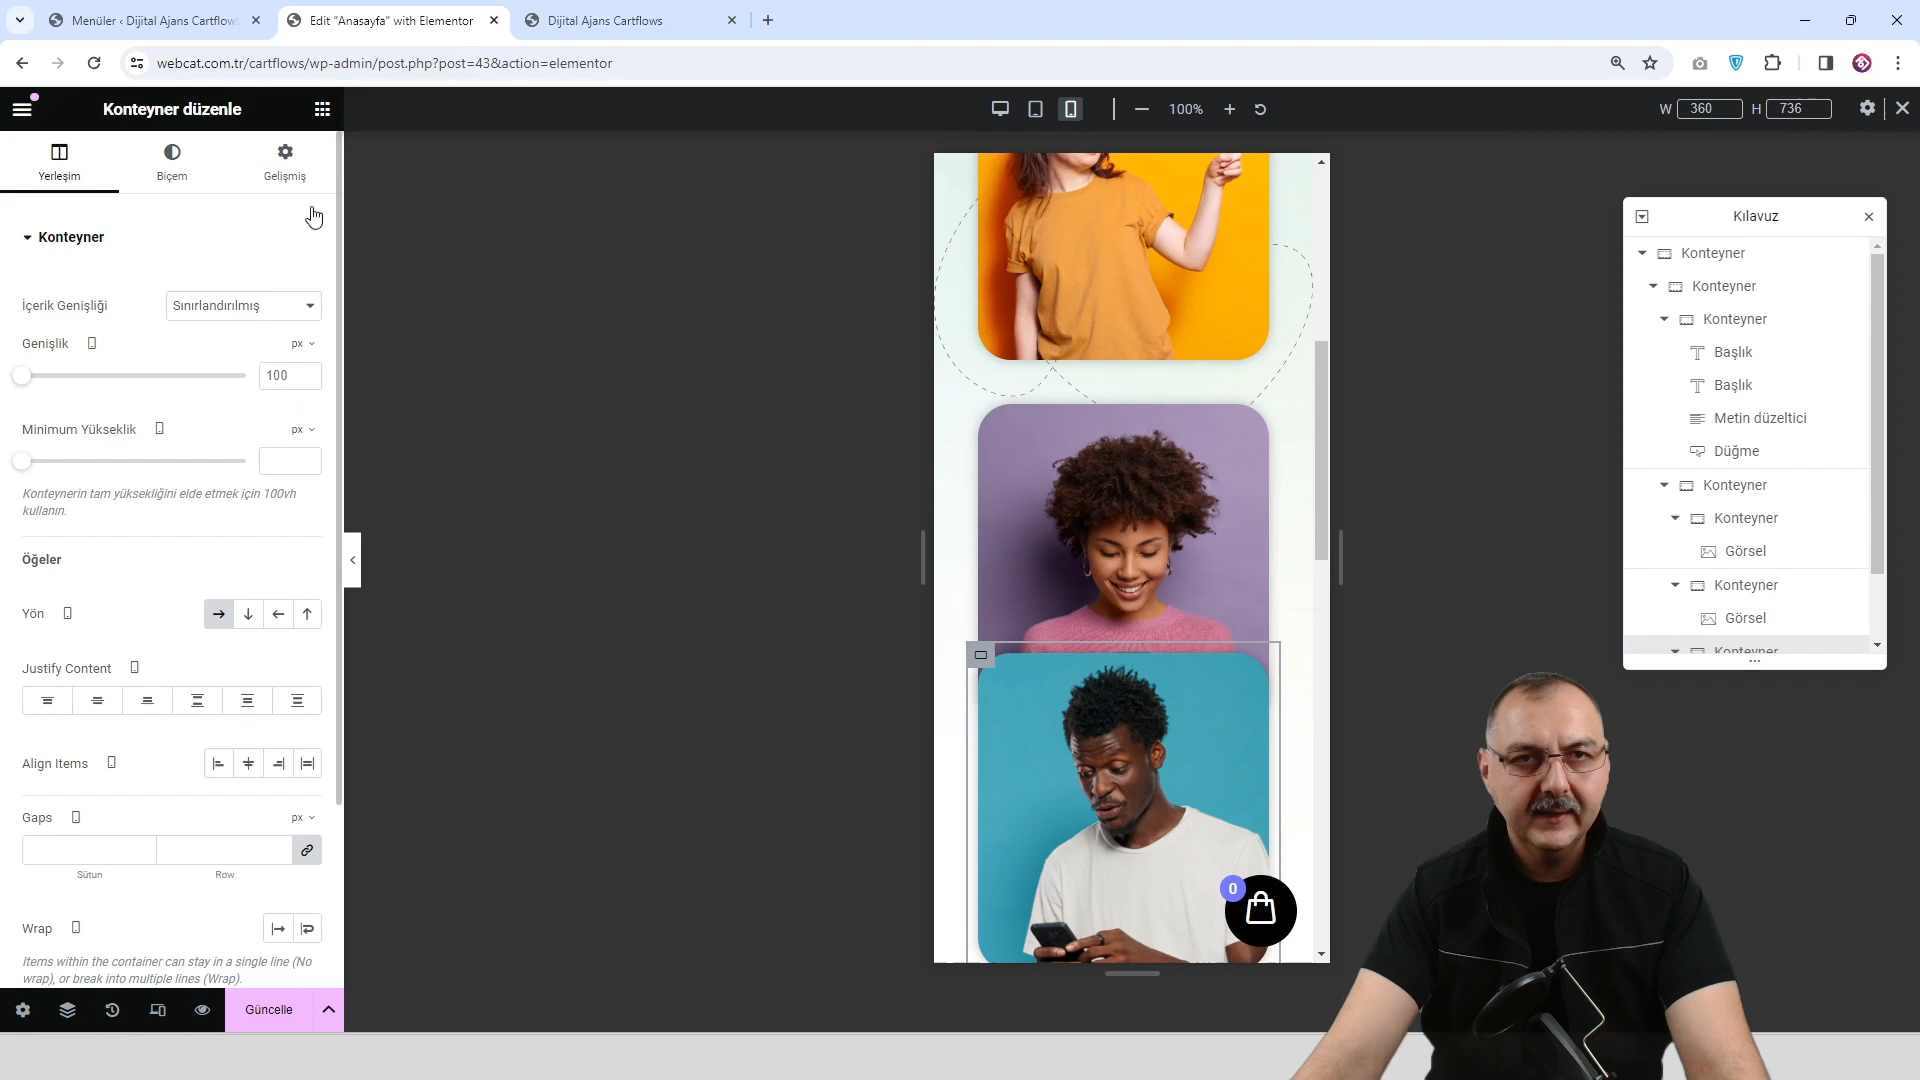 Menüler ‹ Dijital Ajans Cartflow
Edit "Anasayfa" with Elementor
Dijital Ajans Cartflows
webcat.com.tr/cartflows/wp-admin/post.php?post=43&action=elementor
Konteyner düzenle
100%
W 360
H 736
Yerleşim
Biçem
Gelişmiş
Konteyner
İçerik Genişliği
Sınırlandırılmış
Genişlik
px
100
Minimum Yükseklik
px
Konteynerin tam yüksekliğini elde etmek için 100vh
kullanın.
Öğeler
Yön
Justify Content
Align Items
Gaps
px
Sütun
Row
Wrap
Items within the container can stay in a single line (No
wrap), or break into multiple lines (Wrap).
Güncelle
0
Kılavuz
Konteyner
Konteyner
Konteyner
Başlık
Başlık
Metin düzeltici
Düğme
Konteyner
Konteyner
Görsel
Konteyner
Görsel
Konteyner